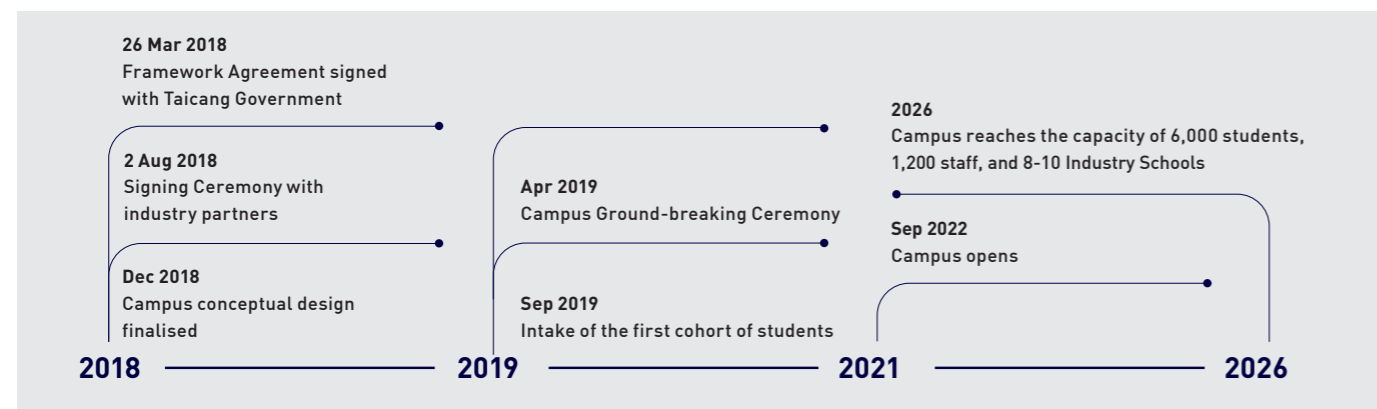 26 Mar 2018
Framework Agreement signed
with Taicang Government
2 Aug 2018
Signing Ceremony with
industry partners
Dec 2018
Campus conceptual design
finalised
Apr 2019
Campus Ground-breaking Ceremony
Sep 2019
Intake of the first cohort of students
2026
Campus reaches the capacity of 6,000 students,
1,200 staff, and 8-10 Industry Schools
Sep 2022
Campus opens
2018
2019
2021
2026